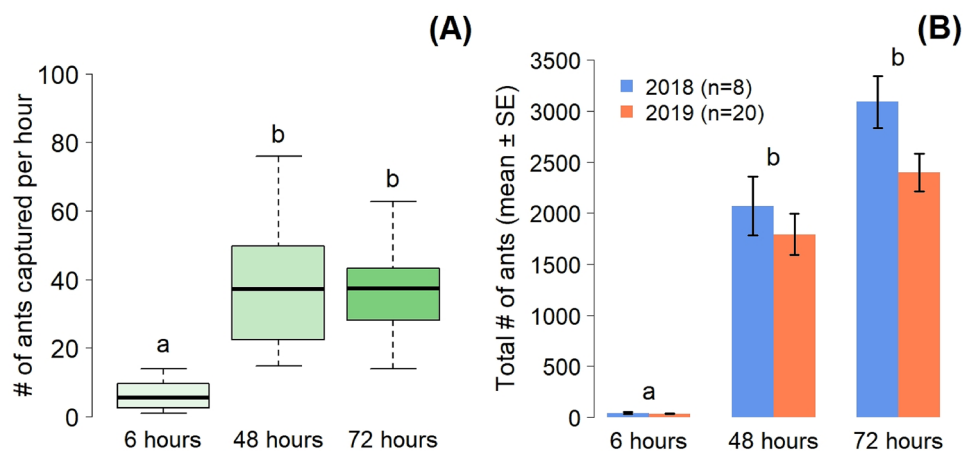 (A)
# of ants captured per hour
100
80
60
40
20
0
a
b
b
6 hours
48 hours
72 hours
(B)
Total # of ants (mean ± SE)
3500
3000
2500
2000
1500
1000
500
0
2018 (n=8)
2019 (n=20)
a
b
b
6 hours
48 hours
72 hours